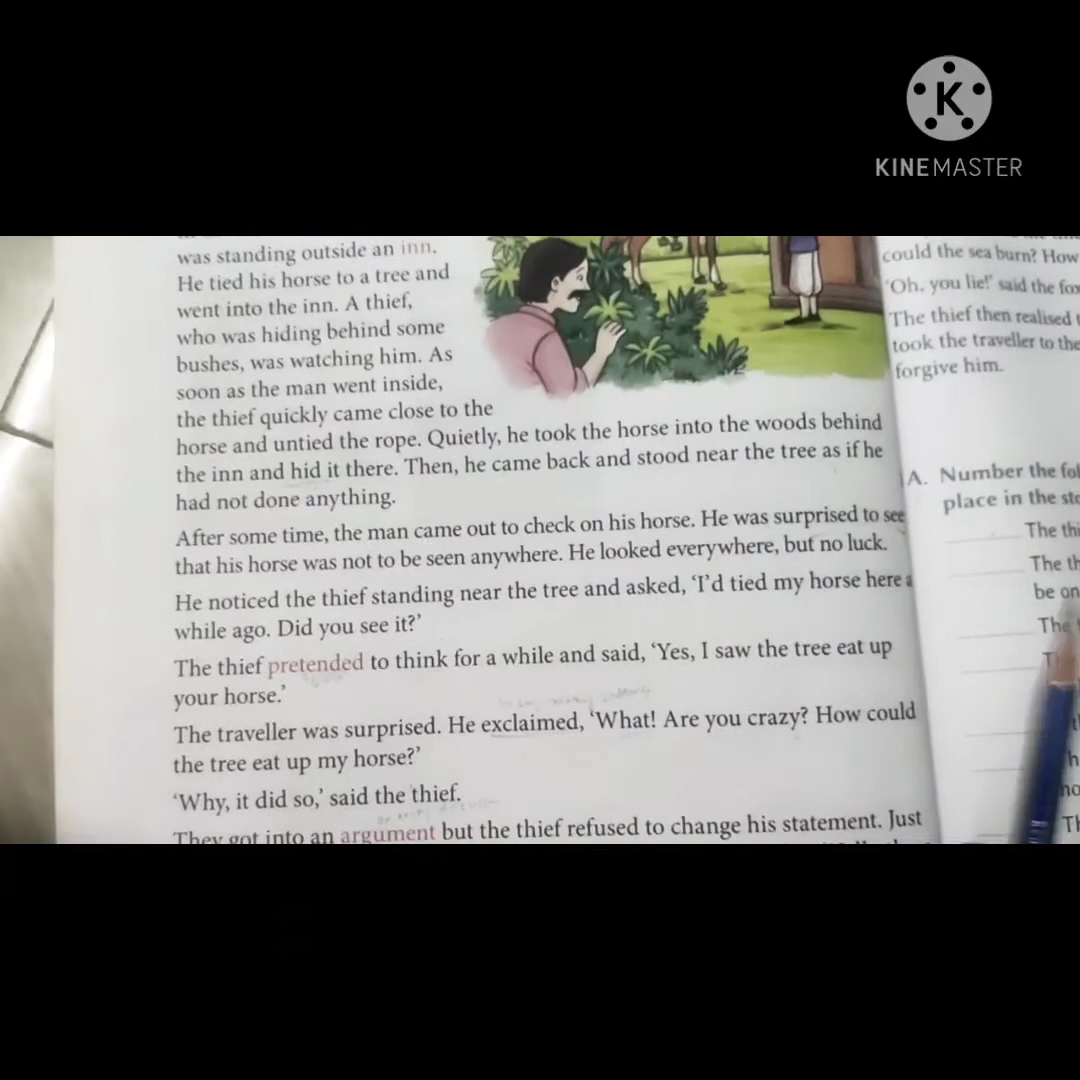 KINEMASTER
was standing outside an inn.
He tied his horse to a tree and
went into the inn. A thief,
who was hiding behind some
bushes, was watching him. As
soon as the man went inside,
the thief quickly came close to the
horse and untied the rope. Quietly, he took the horse into the woods behind
the inn and hid it there. Then, he came back and stood near the tree as if he
had not done anything.
After some time, the man came out to check on his horse. He was surprised to see
that his horse was not to be seen anywhere. He looked everywhere, but no luck.
He noticed the thief standing near the tree and asked, ‘I’d tied my horse here a
while ago. Did you see it?’
The thief pretended to think for a while and said, ‘Yes, I saw the tree eat up
your horse.’
The traveller was surprised. He exclaimed, ‘What! Are you crazy? How could
the tree eat up my horse?’
‘Why, it did so,’ said the thief.
They got into an argument but the thief refused to change his statement. Just
could the sea burn? How
‘Oh, you lie!’ said the fox
The thief then realised
took the traveller to the
forgive him.
A. Number the
place in the
The
The
be on
The